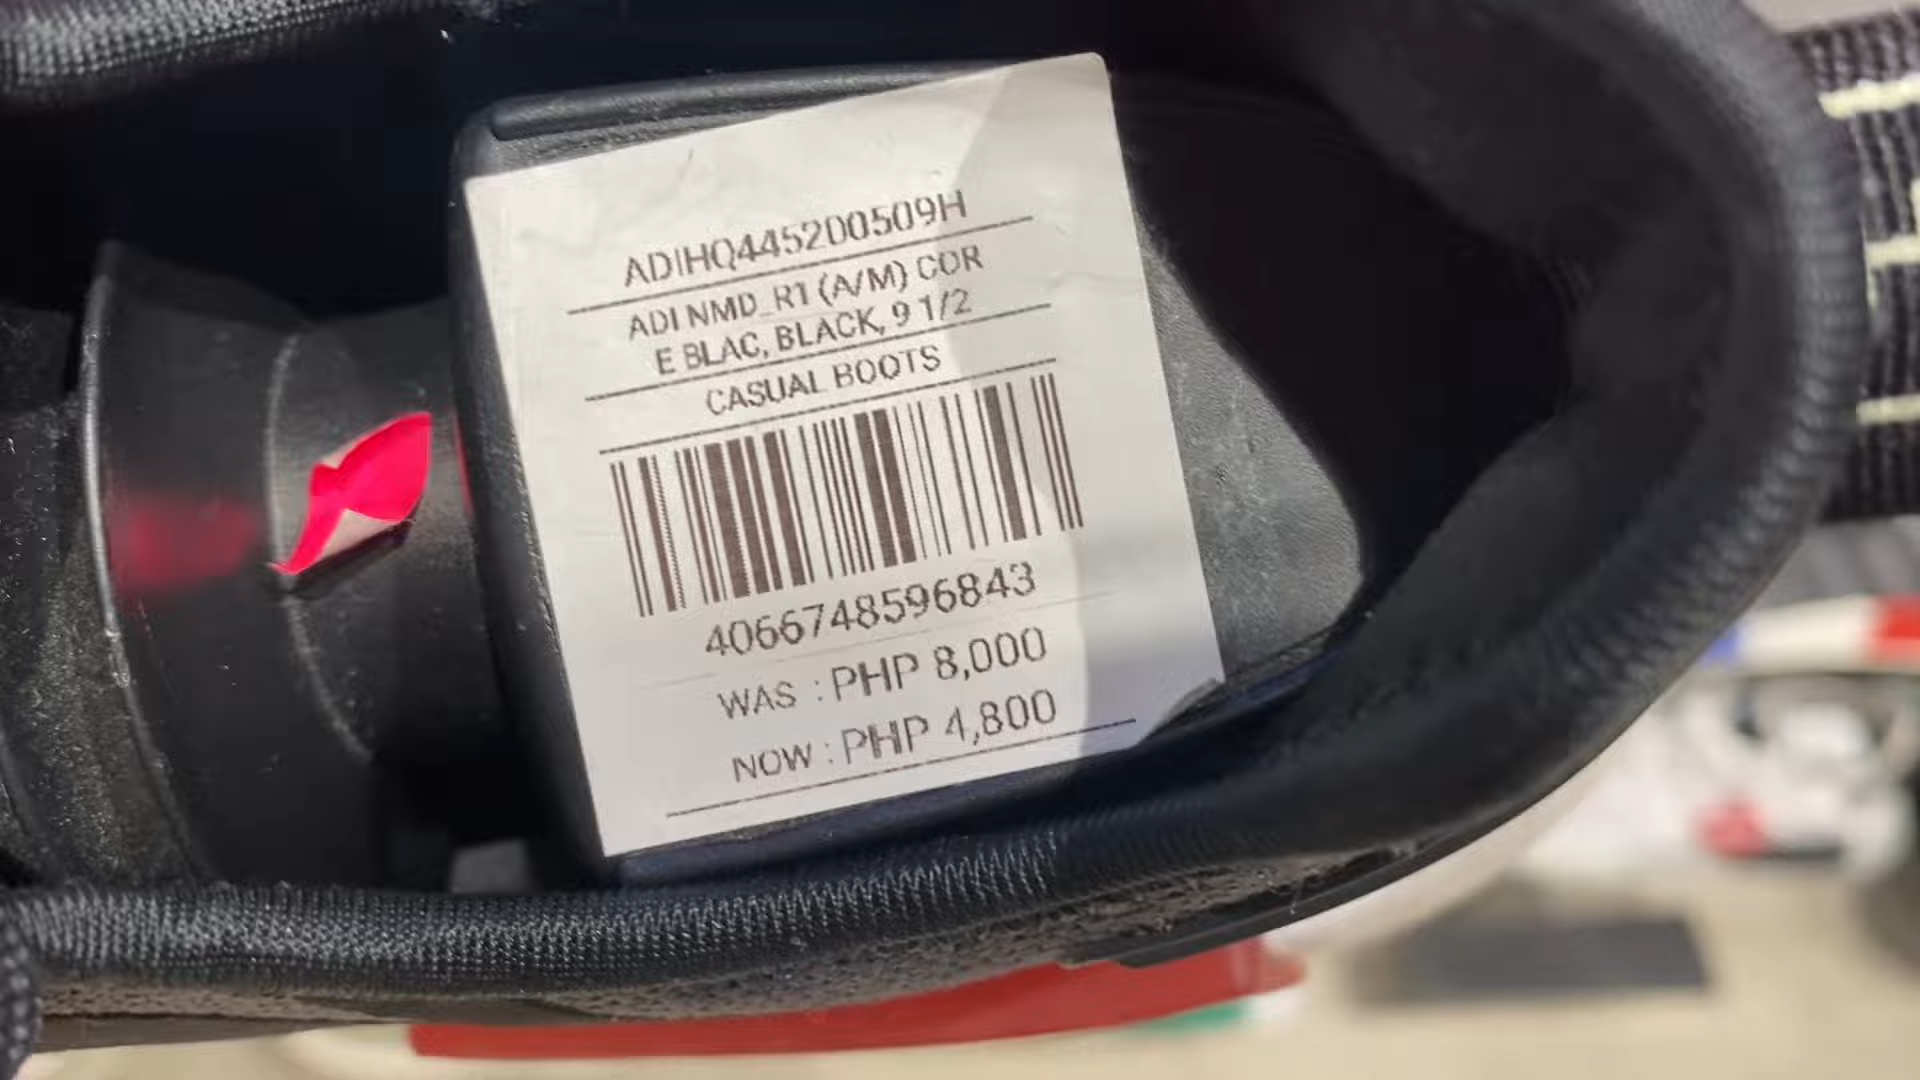 ADIHQ445200509H
ADI NMD_R1 (A/M) COR
E BLAC, BLACK, 9 1/2
CASUAL BOOTS
4066748596843
WAS : PHP 8,000
NOW : PHP 4,800